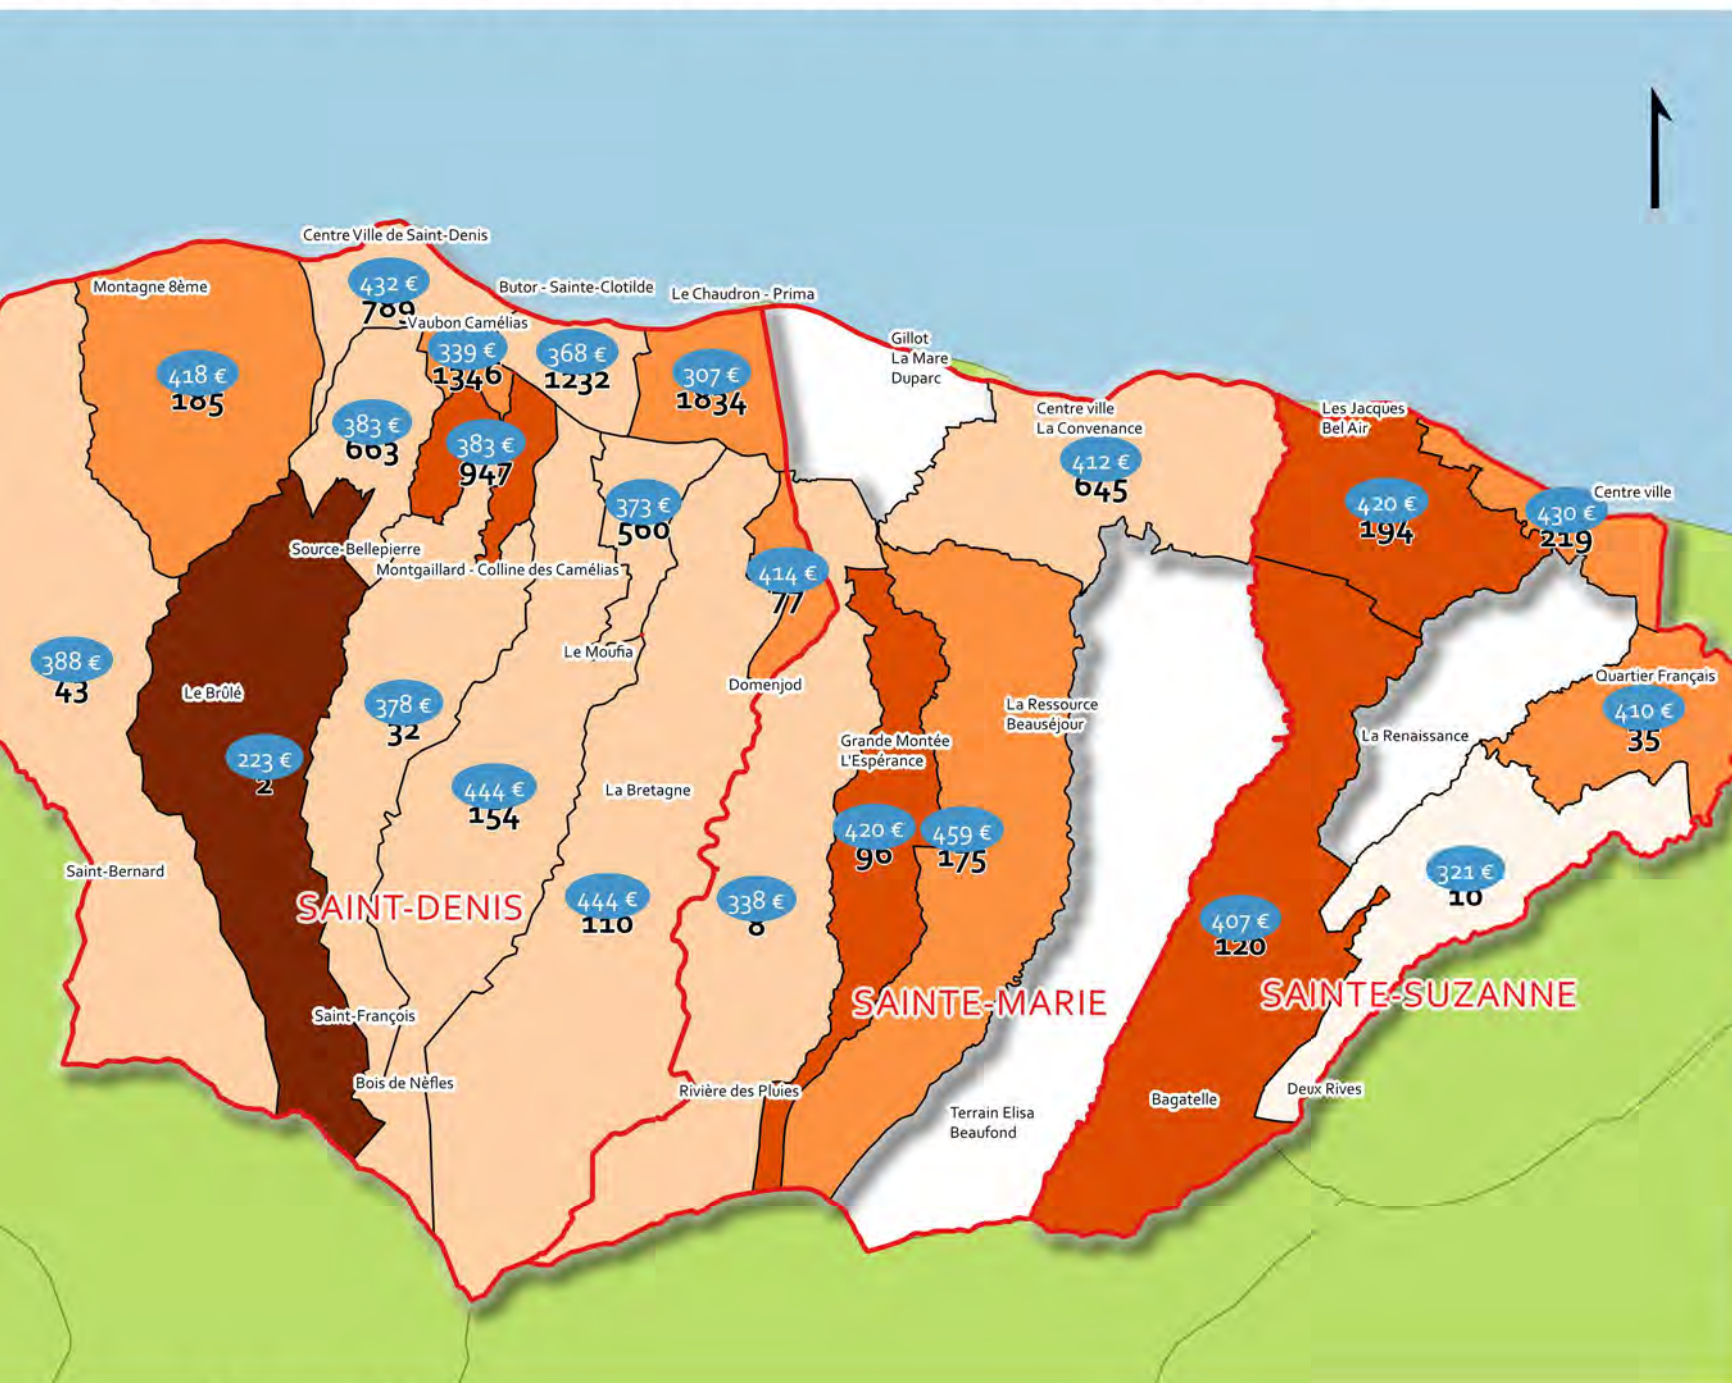 Centre Ville de Saint-Denis
Montagne 8ème
432 €
789
Butor - Sainte-Clotilde
Le Chaudron - Prima
Vaubon Camélias
339 €
1346
368 €
1232
418 €
185
307 €
1834
Gillot
La Mare
Duparc
383 €
663
383 €
947
Centre ville
La Convenance
412 €
645
Les Jacques
Bel Air
420 €
194
Centre ville
430 €
219
373 €
560
Source-Bellepierre
Montgaillard - Colline des Camélias
414 €
77
388 €
43
Le Brûlé
Le Moufia
Domenjod
378 €
32
La Ressource
Beauséjour
Quartier Français
410 €
35
La Renaissance
Grande Montée
L'Espérance
223 €
2
444 €
154
La Bretagne
420 €
96
459 €
175
Saint-Bernard
321 €
10
SAINT-DENIS
444 €
110
338 €
8
407 €
120
SAINTE-MARIE
SAINTE-SUZANNE
Saint-François
Bois de Nèfles
Rivière des Pluies
Terrain Elisa
Beaufond
Bagatelle
Deux Rives